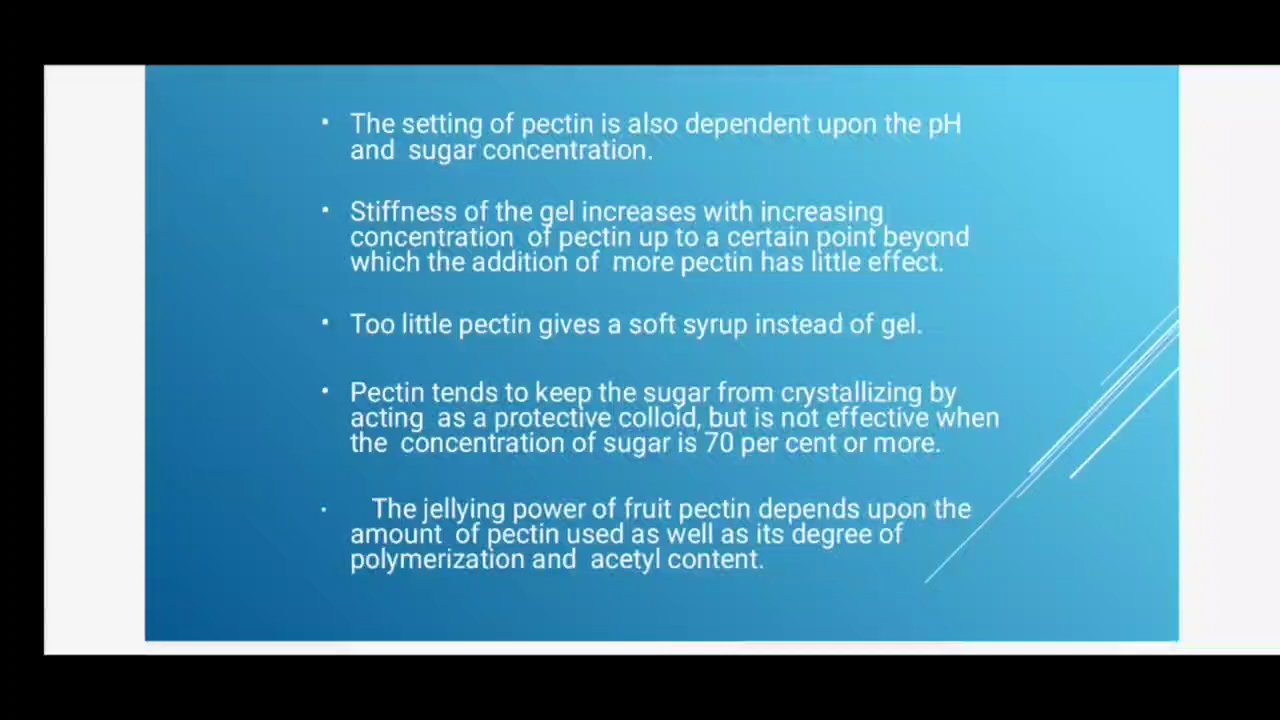 • The setting of pectin is also dependent upon the pH
and  sugar concentration.
• Stiffness of the gel increases with increasing
concentration  of pectin up to a certain point beyond
which the addition of  more pectin has little effect.
• Too little pectin gives a soft syrup instead of gel.
• Pectin tends to keep the sugar from crystallizing by
acting  as a protective colloid, but is not effective when
the  concentration of sugar is 70 per cent or more.
•   The jellying power of fruit pectin depends upon the
amount  of pectin used as well as its degree of
polymerization and  acetyl content.